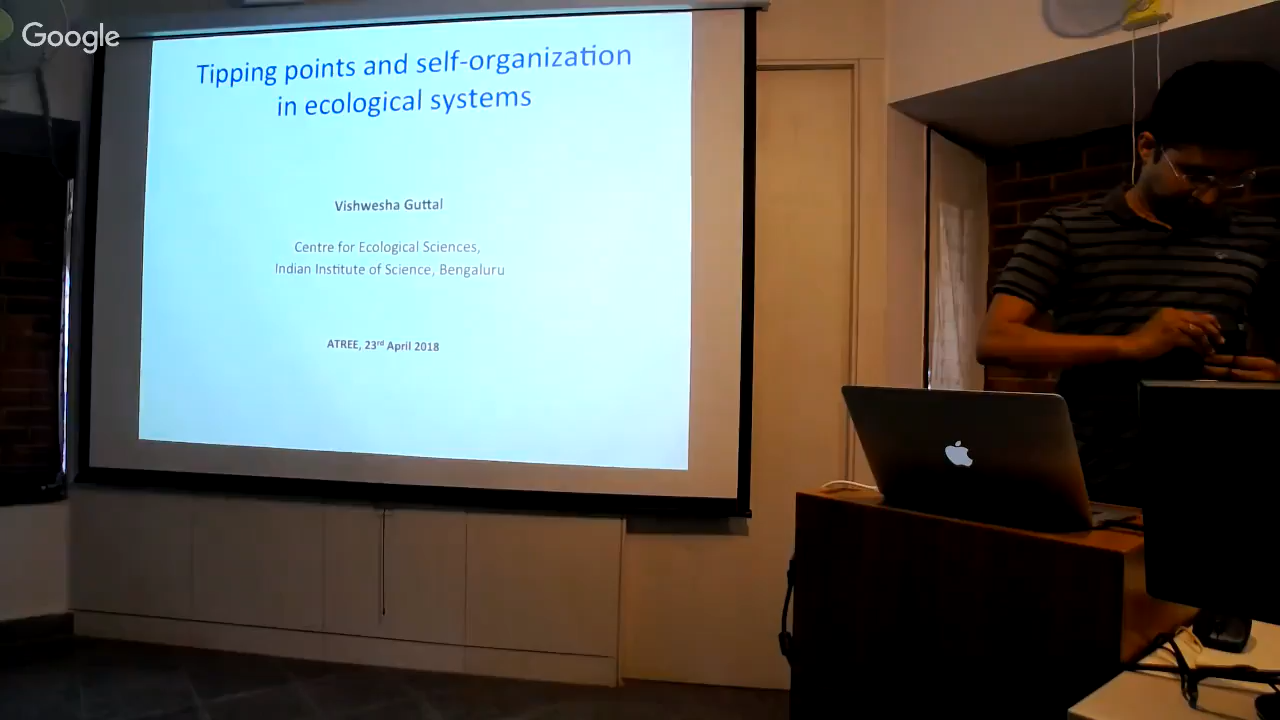 Google
Tipping points and self-organization
in ecological systems
Vishwesha Guttal
Centre for Ecological Sciences,
Indian Institute of Science, Bengaluru
ATREE, 23rd April 2018